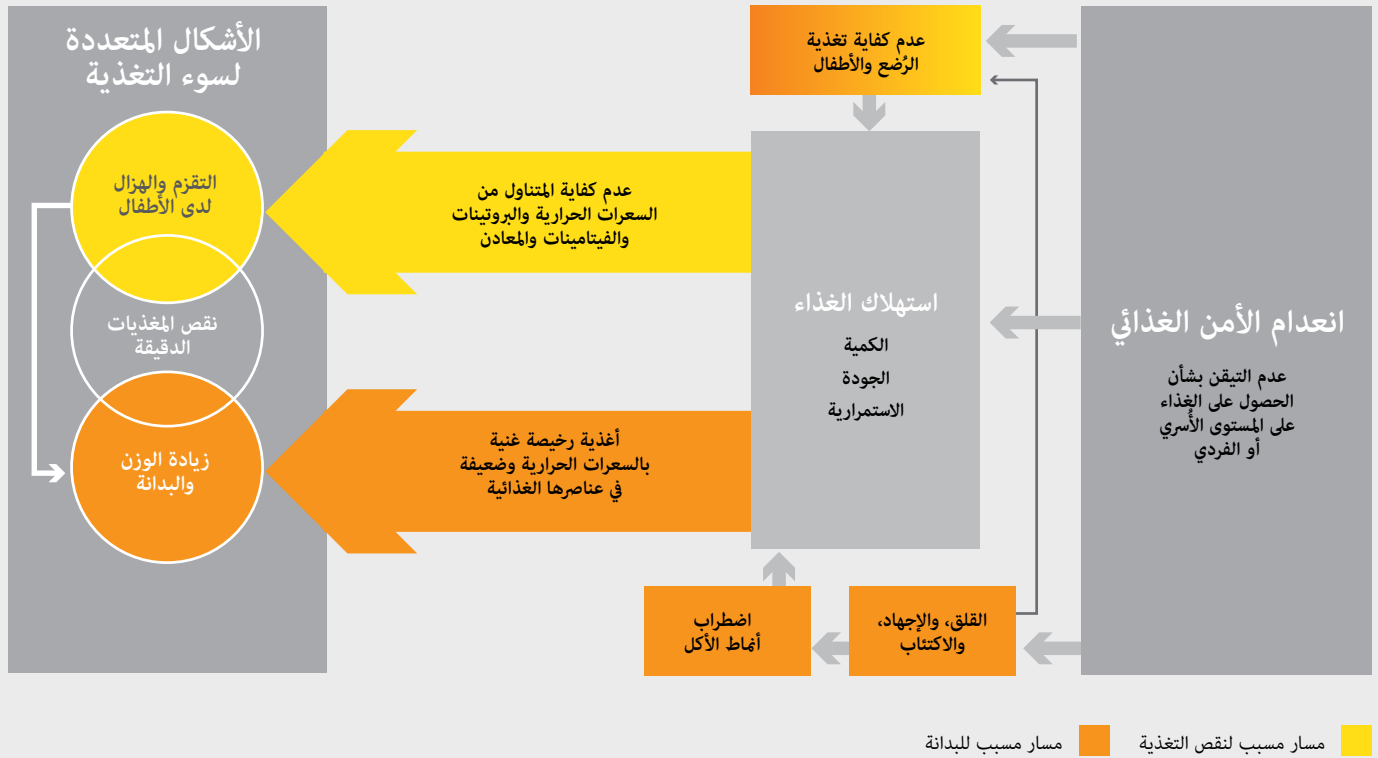 انعدام الأمن الغذائي
عدم التيقن بشأن
الحصول على الغذاء
على المستوى الأُسري
أو الفردي
عدم كفاية تغذية
الرُضع والأطفال
استهلاك الغذاء
الكمية
الجودة
الاستمرارية
القلق، والإجهاد،
والاكتئاب
اضطراب
أنماط الأكل
عدم كفاية المتناول من
السعرات الحرارية والبروتينات
والفيتامينات والمعادن
أغذية رخيصة غنية
بالسعرات الحرارية وضعيفة
في عناصرها الغذائية
الأشكال المتعددة
لسوء التغذية
التقزم والهزال
لدى الأطفال
نقص المغذيات
الدقيقة
زيادة الوزن
والبدانة
مسار مسبب لنقص التغذية
مسار مسبب للبدانة